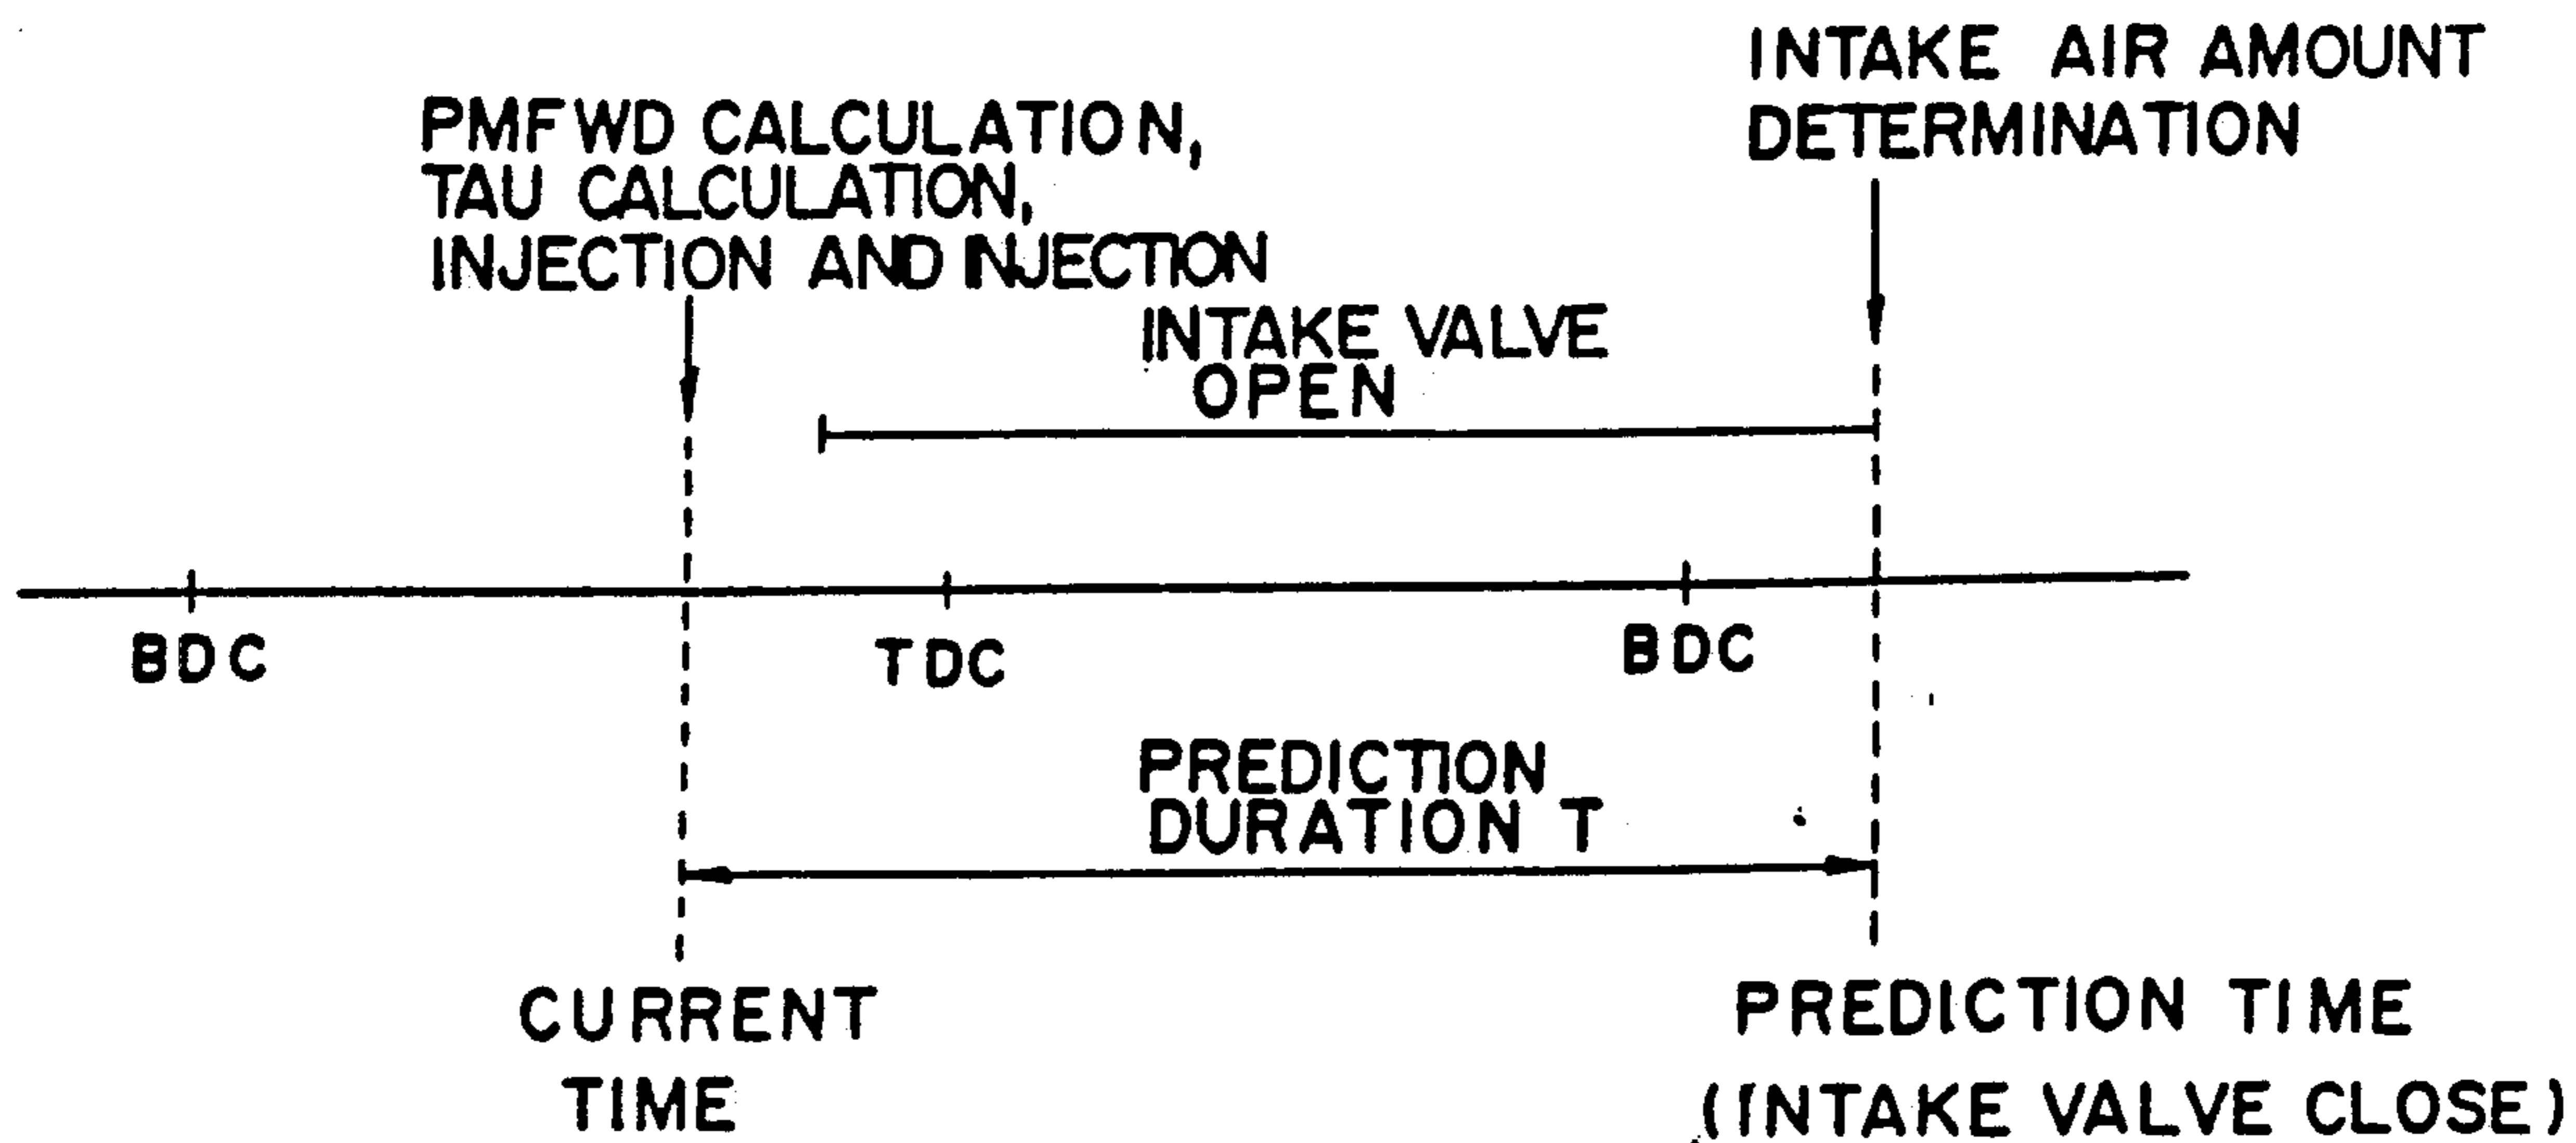 INTAKE AIR AMOUNT
DETERMINATION
PMFWD CALCULATION,
TAU CALCULATION,
INJECTION AND INJECTION
INTAKE VALVE
OPEN
BDC
TDC
BDC
PREDICTION
DURATION T
CURRENT
TIME
PREDICTION TIME
(INTAKE VALVE CLOSE)